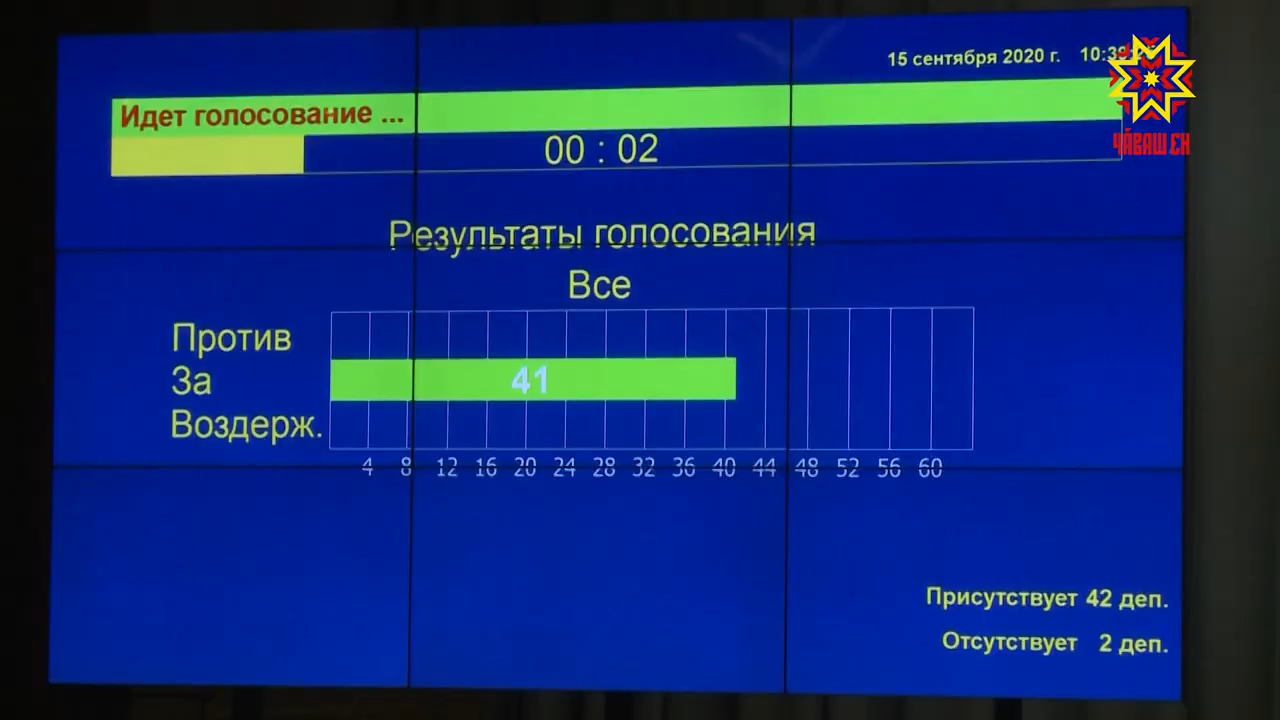 15 сентября 2020 г.
Идет голосование ...
00 : 02
ЧӐВАШ ЕН
Результаты голосования
Все
Против
За 41
Воздерж.
4 8 12 16 20 24 28 32 36 40 44 48 52 56 60
Присутствует 42 деп.
Отсутствует 2 деп.